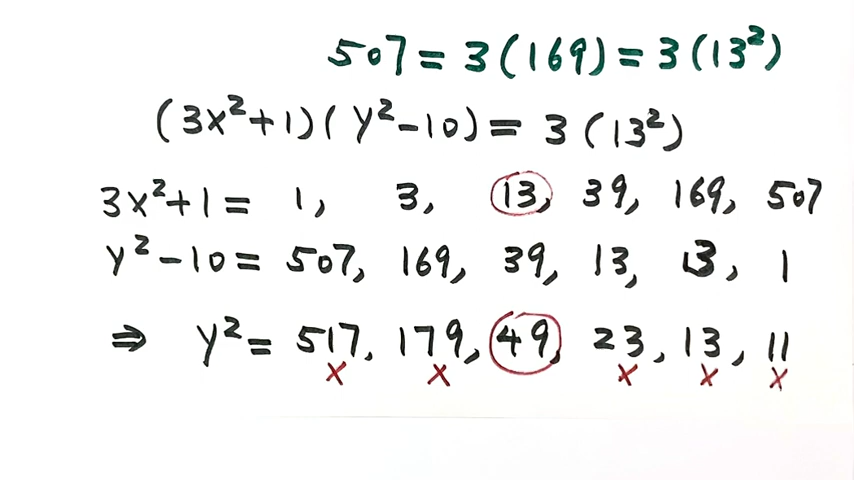 507 = 3(169) = 3(13²)
(3x²+1)(y²-10) = 3(13²)
3x²+1 = 1, 3, 13, 39, 169, 507
y²-10 = 507, 169, 39, 13, 3, 1
⇒ y² = 517, 179, 49, 23, 13, 11
x x x x x